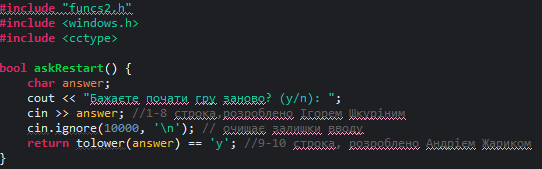 #include "funcs2.h"
#include <windows.h>
#include <cctype>
bool askRestart() {
char answer;
cout << "Бажаєте почати гру заново? (y/n): ";
cin >> answer; //1-8 строка,розроблено Ігорем Шкуріним
cin.ignore(10000, '\n'); // очищає залишки вводу
return tolower(answer) == 'y'; //9-10 строка, розроблено Андрієм Жариком
}